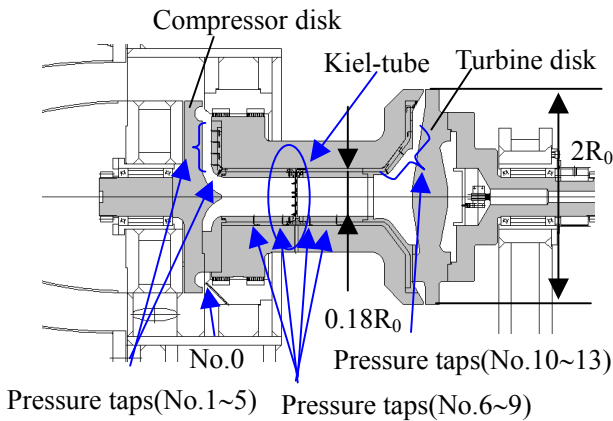 Compressor disk
Turbine disk
Kiel-tube
2R₀
0.18R₀
No.0
Pressure taps(No.10~13)
Pressure taps(No.1~5)
Pressure taps(No.6~9)